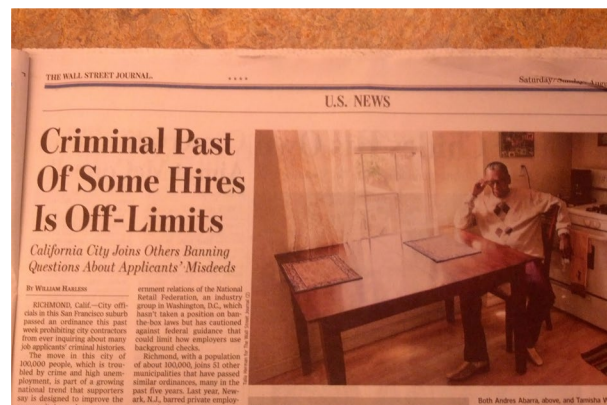 THE WALL STREET JOURNAL.
****
Saturday
U.S. NEWS
Criminal Past
Of Some Hires
Is Off-Limits
California City Joins Others Banning
Questions About Applicants' Misdeeds
BY WILLIAM HARLESS
RICHMOND, Calif.—City offi-
cials in this San Francisco suburb
passed an ordinance this past
week prohibiting city contractors
from ever inquiring about many
job applicants' criminal histories.
The move in this city of
100,000 people, which is trou-
bled by crime and high unem-
ployment, is part of a growing
national trend that supporters
say is designed to improve the
ernment relations of the National
Retail Federation, an industry
group in Washington, D.C., which
hasn't taken a position on ban-
the-box laws but has cautioned
against federal guidance that
could limit how employers use
background checks.
Richmond, with a population
of about 100,000, joins 51 other
municipalities that have passed
similar ordinances, many in the
past five years. Last year, New-
ark, N.J., barred private employ-
Both Andres Abarra, above, and Tamisha W